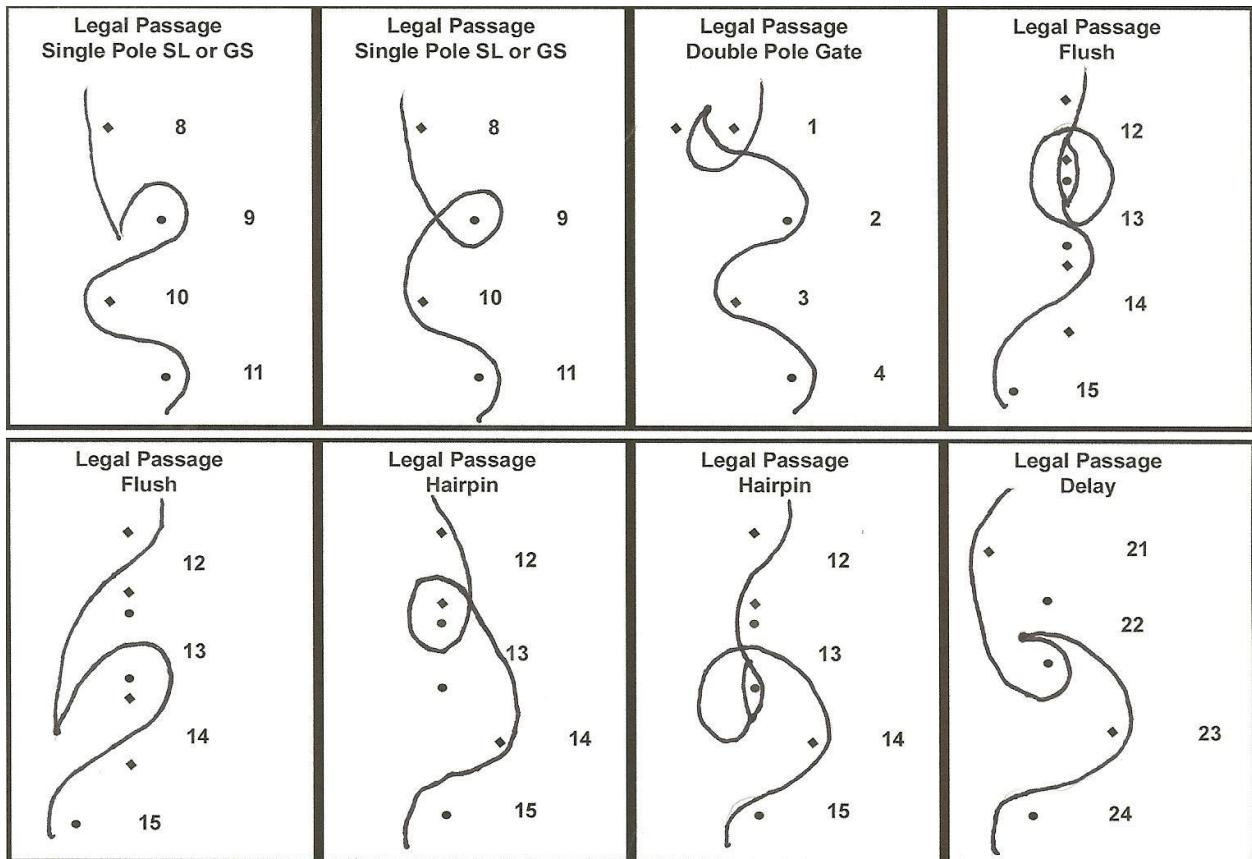 Legal Passage
Single Pole SL or GS
8
9
10
11
Legal Passage
Single Pole SL or GS
8
9
10
11
Legal Passage
Double Pole Gate
1
2
3
4
Legal Passage
Flush
12
13
14
15
Legal Passage
Flush
12
13
14
15
Legal Passage
Hairpin
12
13
14
15
Legal Passage
Hairpin
12
13
14
15
Legal Passage
Delay
21
22
23
24